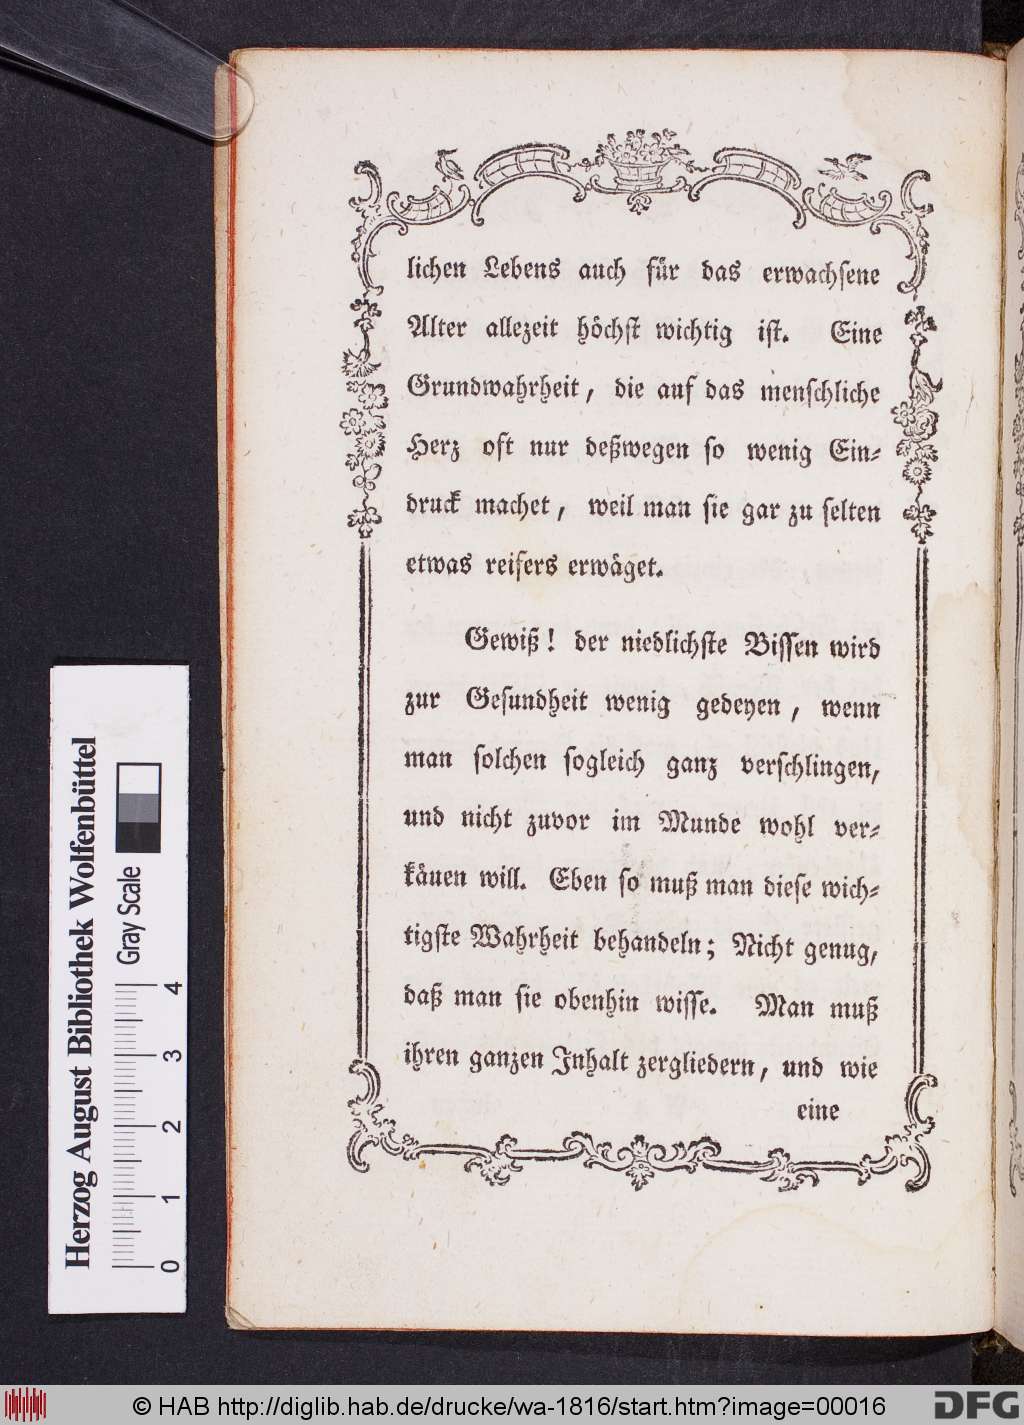 lichen Lebens auch für das erwachsene
Alter allezeit höchst wichtig ist. Eine
Grundwahrheit, die auf das menschliche
Herz oft nur deßwegen so wenig Ein-
druck machet, weil man sie gar zu selten
etwas reifers erwäget.
Gewiß! der niedlichste Bissen wird
zur Gesundheit wenig gedeyen, wenn
man solchen sogleich ganz verschlingen,
und nicht zuvor im Munde wohl ver-
käuen will. Eben so muß man diese wich-
tigste Wahrheit behandeln; Nicht genug,
daß man sie obenhin wisse. Man muß
ihren ganzen Inhalt zergliedern, und wie
eine
Herzog August Bibliothek Wolfenbüttel
Gray Scale
0 1 2 3 4
© HAB http://diglib.hab.de/drucke/wa-1816/start.htm?image=00016
DFG